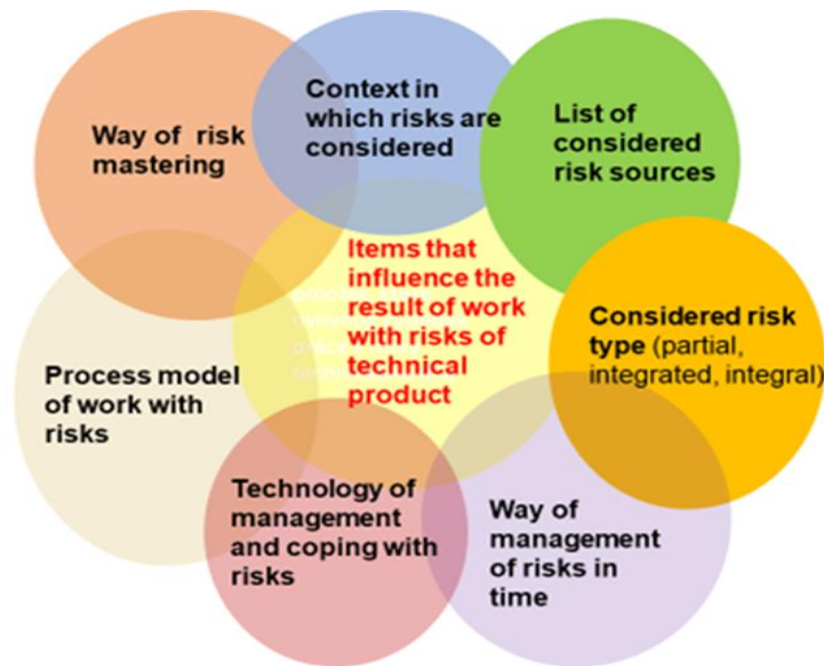 Context in
which risks are
considered
Way of risk
mastering
List of
considered
risk sources
Items that
influence the
result of work
with risks of
technical
product
Considered risk
type (partial,
integrated, integral)
Process model
of work with
risks
Technology of
management
and coping with
risks
Way of
management
of risks in
time